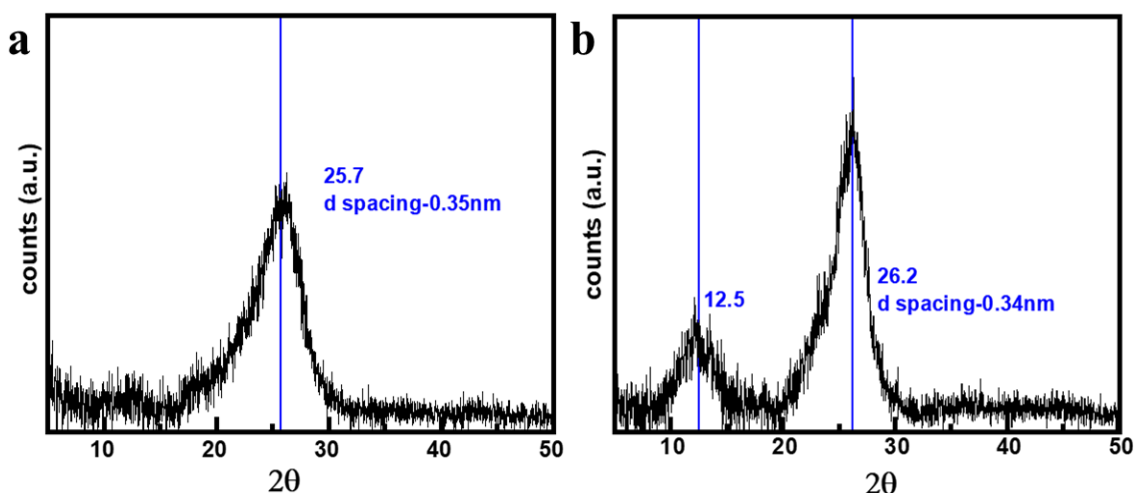 a
counts (a.u.)
25.7
d spacing-0.35nm
10 20 30 40 50
2θ
b
counts (a.u.)
12.5
26.2
d spacing-0.34nm
10 20 30 40 50
2θ